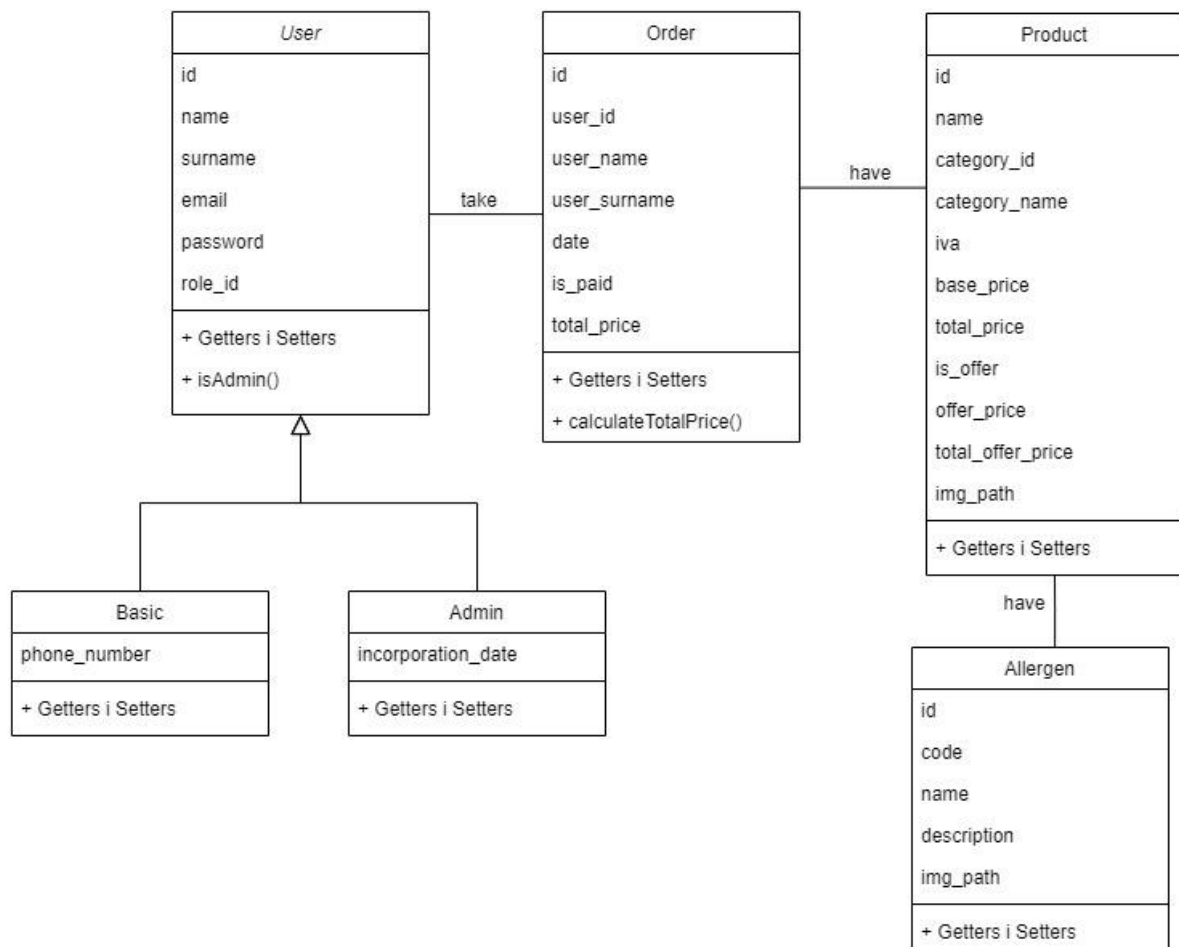 User
id
name
surname
email
password
role_id
+ Getters i Setters
+ isAdmin()
take
Order
id
user_id
user_name
user_surname
date
is_paid
total_price
+ Getters i Setters
+ calculateTotalPrice()
have
Product
id
name
category_id
category_name
iva
base_price
total_price
is_offer
offer_price
total_offer_price
img_path
+ Getters i Setters
have
Basic
phone_number
+ Getters i Setters
Admin
incorporation_date
+ Getters i Setters
Allergen
id
code
name
description
img_path
+ Getters i Setters